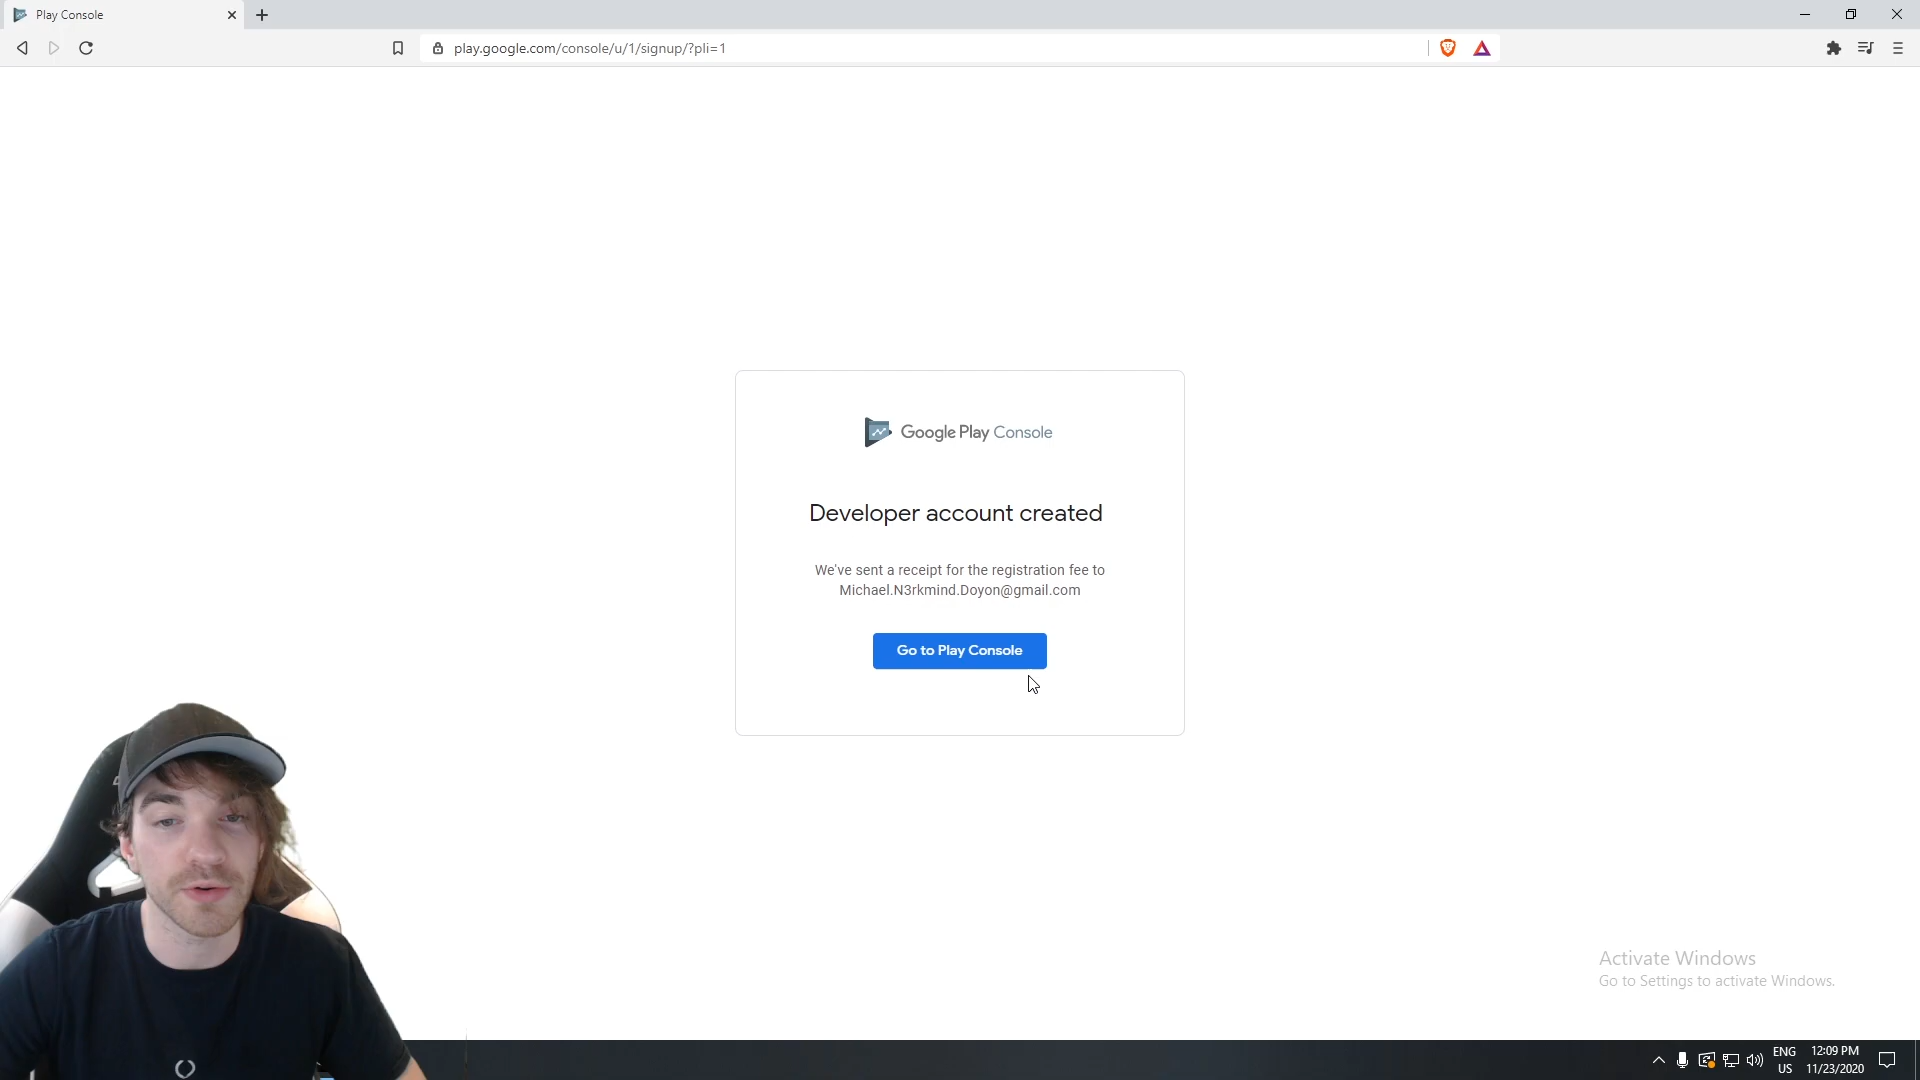 Play Console
play.google.com/console/u/1/signup/?pli=1
Google Play Console
Developer account created
We've sent a receipt for the registration fee to
Michael.N3rkmind.Doyon@gmail.com
Go to Play Console
Activate Windows
Go to Settings to activate Windows.
ENG
US
12:09 PM
11/23/2020